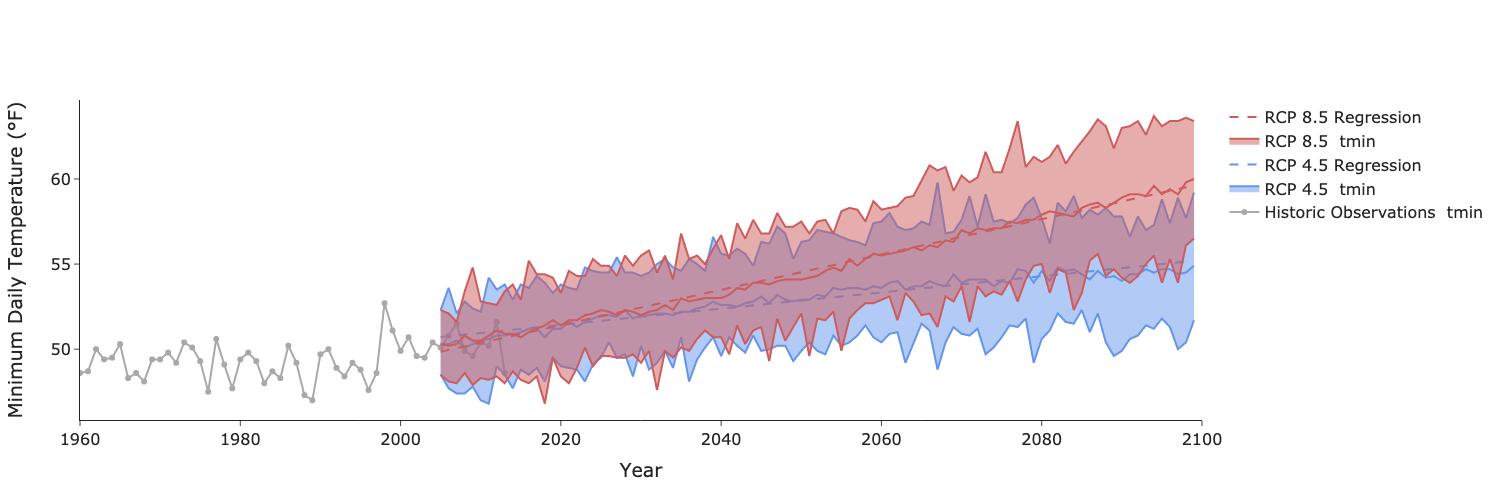 Minimum Daily Temperature (°F)
60
55
50
1960
1980
2000
2020
2040
2060
2080
2100
Year
RCP 8.5 Regression
RCP 8.5  tmin
RCP 4.5 Regression
RCP 4.5  tmin
Historic Observations  tmin